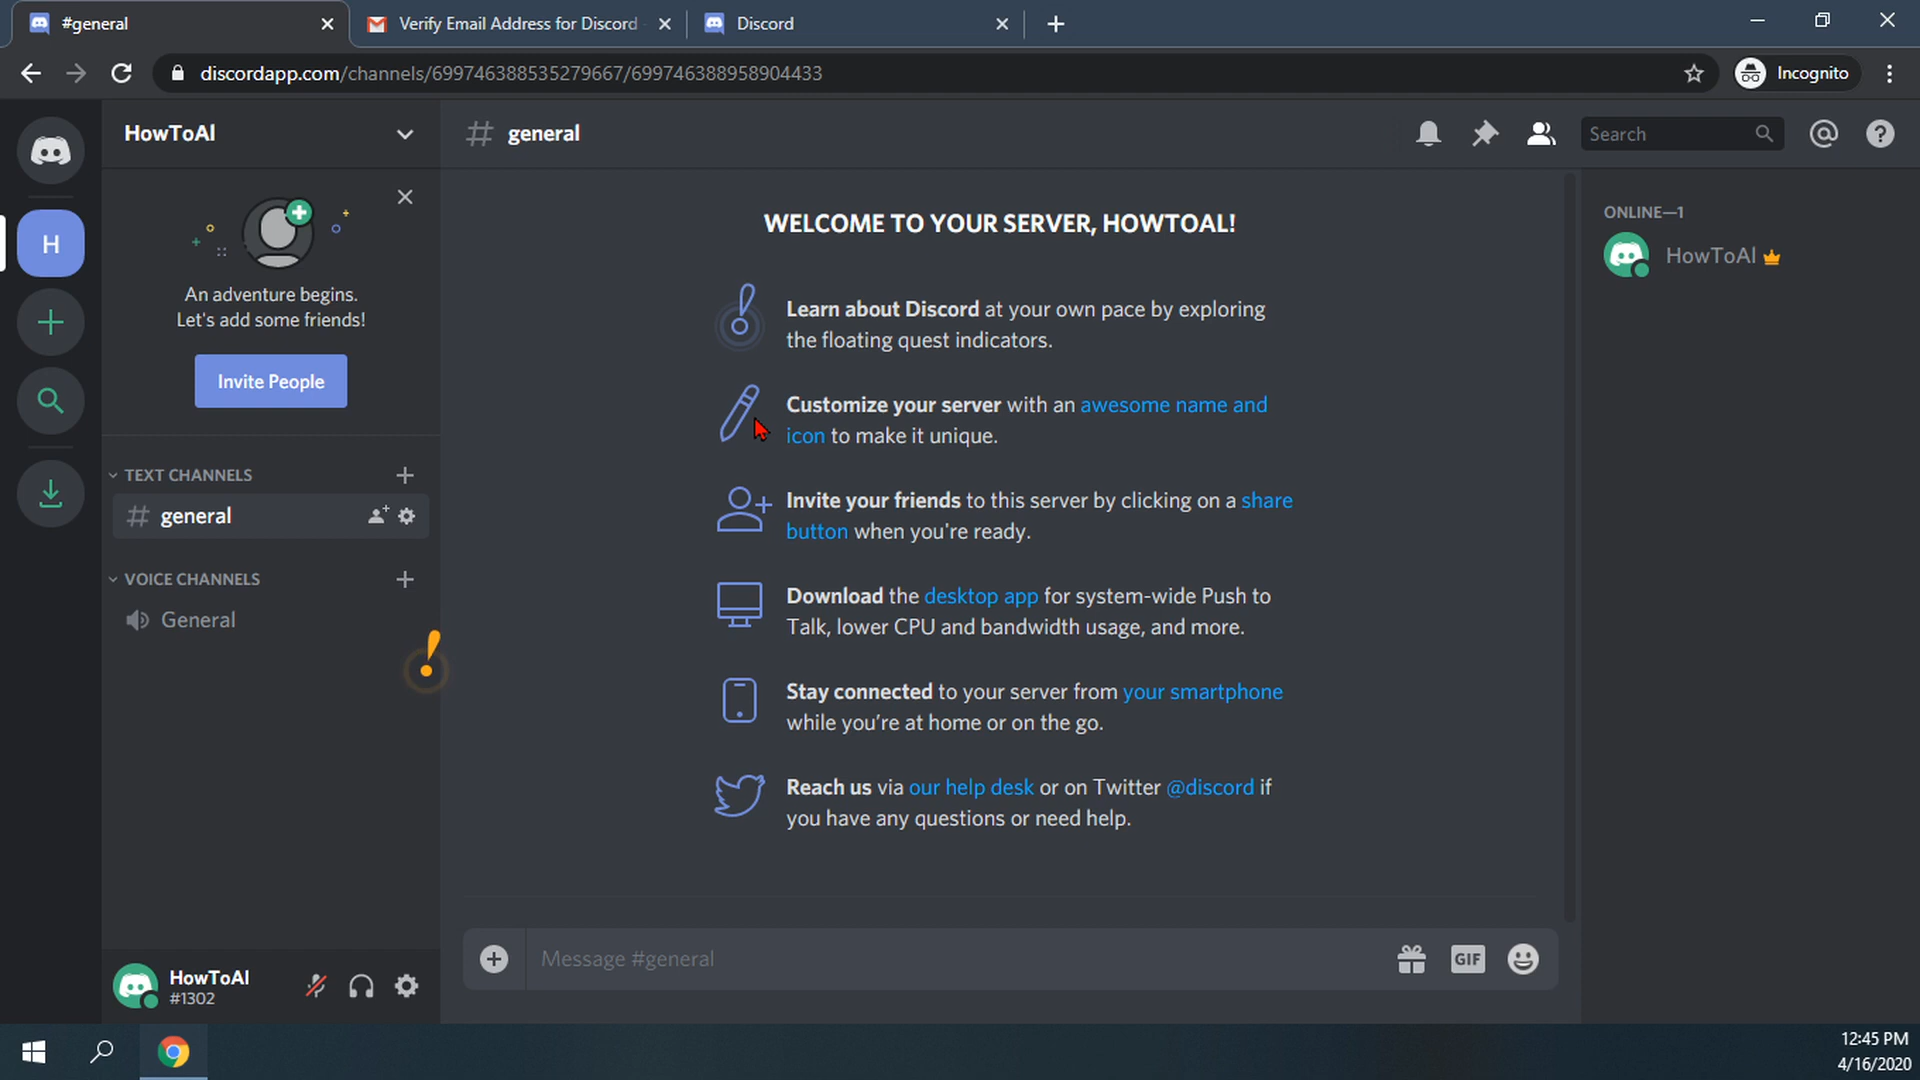 #general
Verify Email Address for Discord
Discord
discordapp.com/channels/699746388535279667/699746388958904433
Incognito
HowToAl
general
Search
An adventure begins.
Let's add some friends!
Invite People
TEXT CHANNELS
general
VOICE CHANNELS
General
WELCOME TO YOUR SERVER, HOWTOAL!
Learn about Discord at your own pace by exploring
the floating quest indicators.
Customize your server with an awesome name and
icon to make it unique.
Invite your friends to this server by clicking on a share
button when you're ready.
Download the desktop app for system-wide Push to
Talk, lower CPU and bandwidth usage, and more.
Stay connected to your server from your smartphone
while you're at home or on the go.
Reach us via our help desk or on Twitter @discord if
you have any questions or need help.
ONLINE—1
HowToAl
H
Message #general
GIF
HowToAl
#1302
12:45 PM
4/16/2020